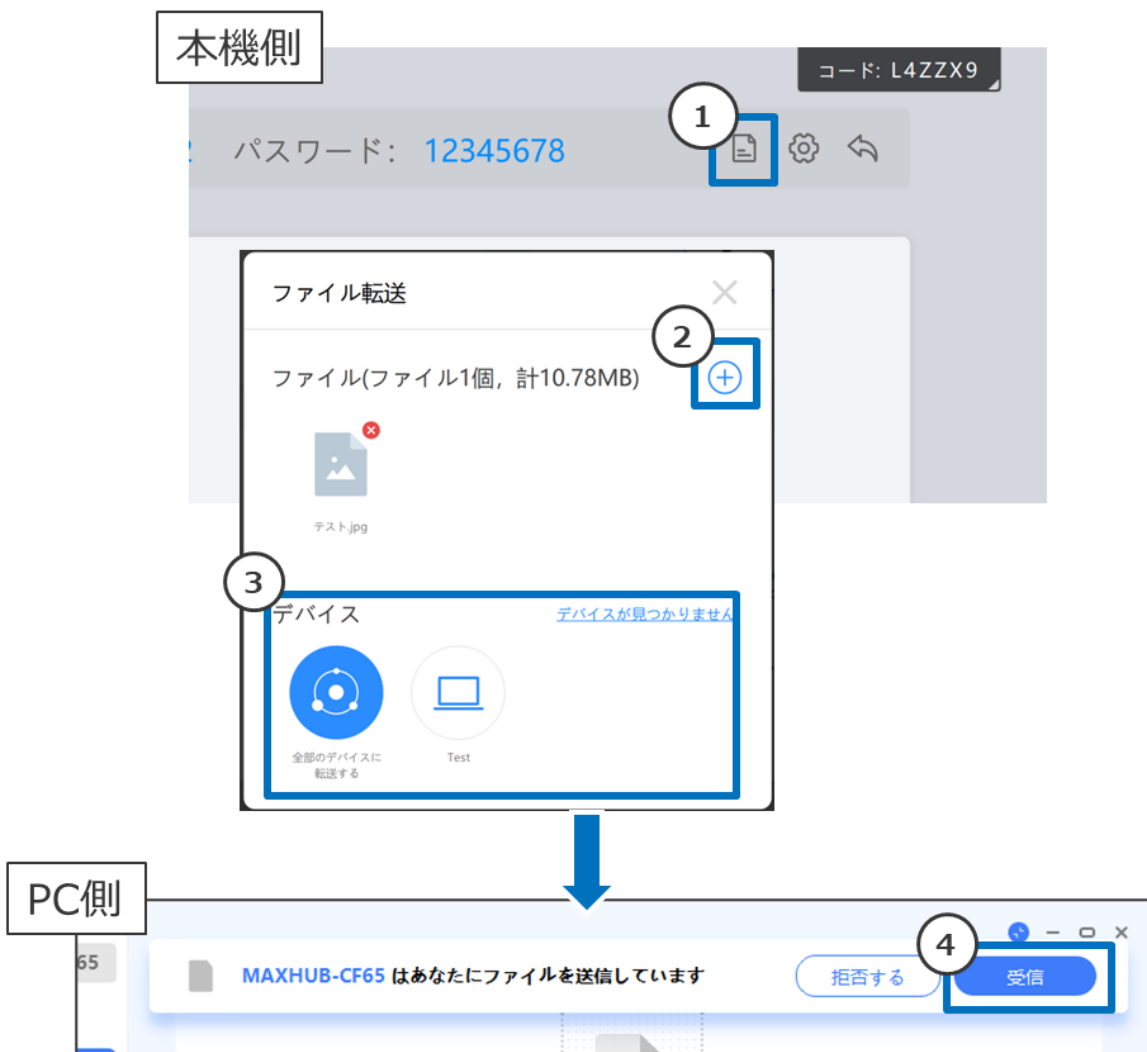 本機側
コード: L4ZZX9
1
パスワード: 12345678
ファイル転送
2
ファイル(ファイル1個, 計10.78MB)
テスト.jpg
3
デバイス
デバイスが見つかりません
全部のデバイスに
転送する
Test
PC側
4
65
MAXHUB-CF65 はあなたにファイルを送信しています
拒否する
受信